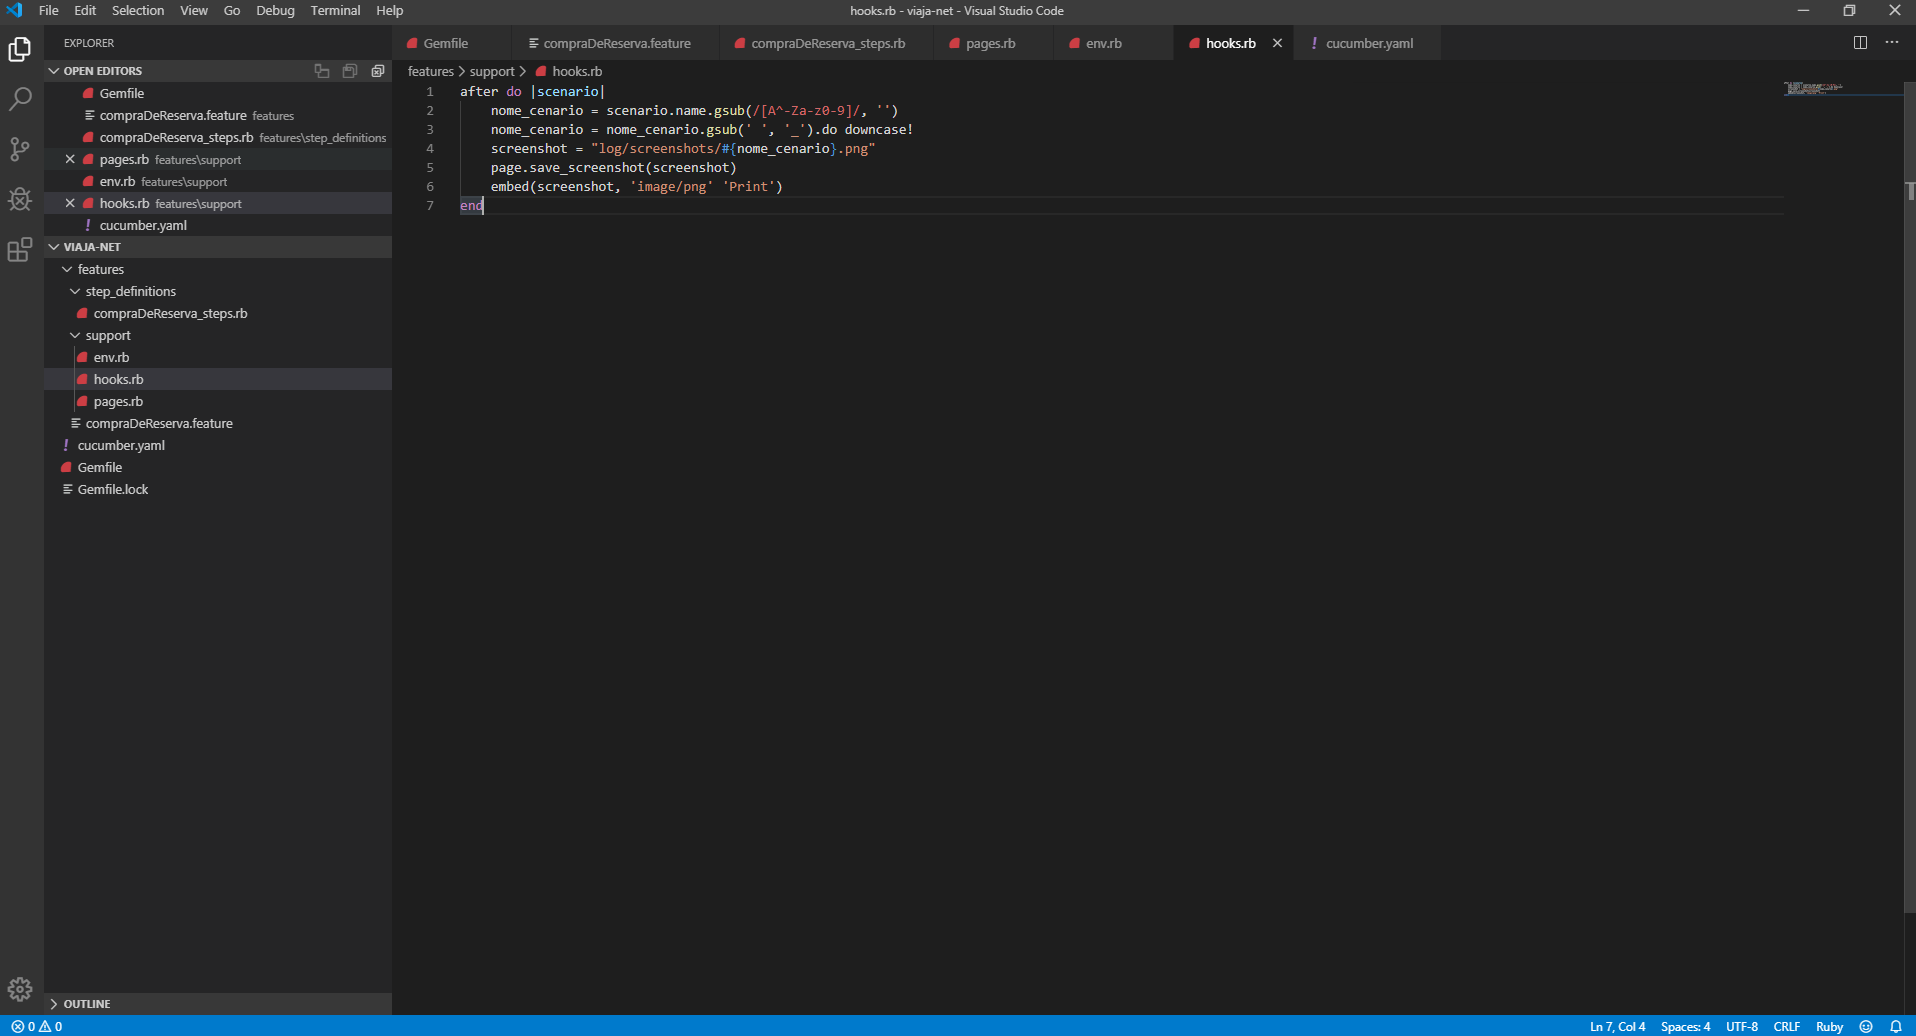 File Edit Selection View Go Debug Terminal Help
hooks.rb - viaja-net - Visual Studio Code
EXPLORER
OPEN EDITORS
Gemfile
compraDeReserva.feature features
compraDeReserva_steps.rb features\step_definitions
pages.rb features\support
env.rb features\support
hooks.rb features\support
! cucumber.yaml
VIAJA-NET
features
step_definitions
compraDeReserva_steps.rb
support
env.rb
hooks.rb
pages.rb
compraDeReserva.feature
! cucumber.yaml
Gemfile
Gemfile.lock
OUTLINE
Gemfile compraDeReserva.feature compraDeReserva_steps.rb pages.rb env.rb hooks.rb ! cucumber.yaml
features > support > hooks.rb
1 after do |scenario|
2 nome_cenario = scenario.name.gsub(/[A^-Za-z0-9]/, '')
3 nome_cenario = nome_cenario.gsub(' ', '_').do downcase!
4 screenshot = "log/screenshots/#{nome_cenario}.png"
5 page.save_screenshot(screenshot)
6 embed(screenshot, 'image/png' 'Print')
7 end
0 0
Ln 7, Col 4 Spaces: 4 UTF-8 CRLF Ruby